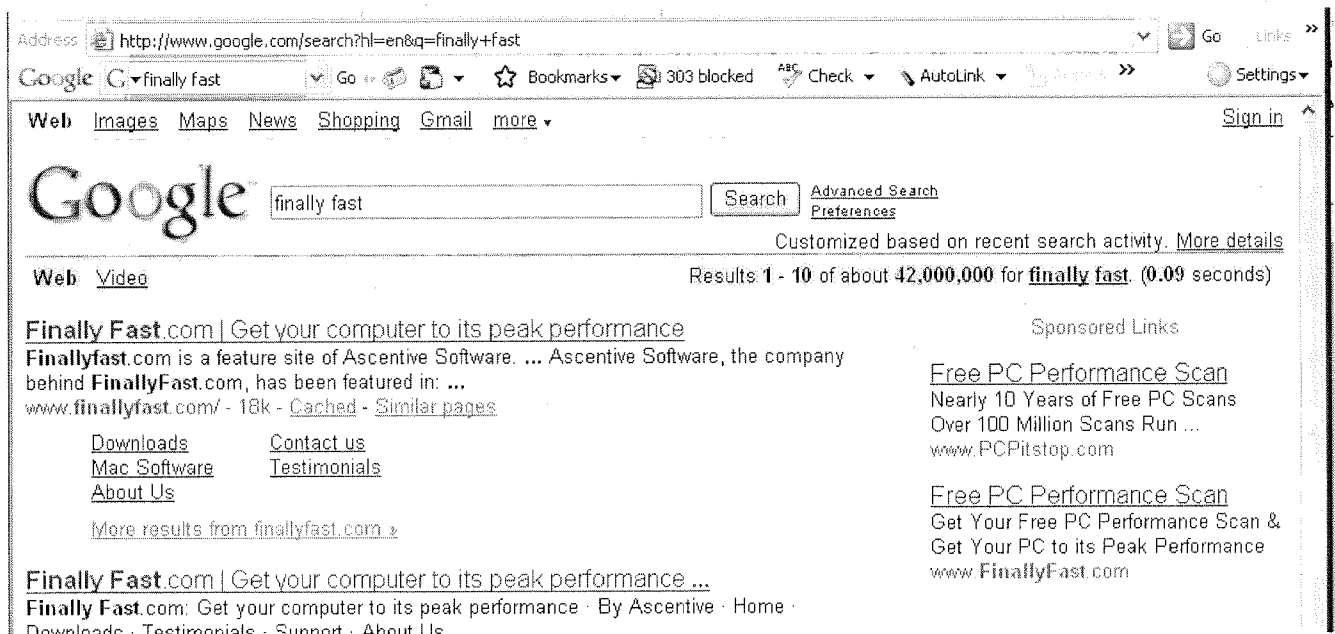 Address http://www.google.com/search?hl=en&q=finally+fast Go Links »
Google G finally fast Go Bookmarks 303 blocked ABC Check AutoLink » Settings
Web Images Maps News Shopping Gmail more Sign in
Google finally fast Search Advanced Search
Preferences
Customized based on recent search activity. More details
Web Video Results 1 - 10 of about 42,000,000 for finally fast. (0.09 seconds)
Finally Fast.com | Get your computer to its peak performance
Finallyfast.com is a feature site of Ascentive Software. ... Ascentive Software, the company
behind FinallyFast.com, has been featured in: ...
www.finallyfast.com/ - 18k - Cached - Similar pages
Downloads Contact us
Mac Software Testimonials
About Us
More results from finallyfast.com »
Finally Fast.com | Get your computer to its peak performance ...
Finally Fast.com: Get your computer to its peak performance · By Ascentive · Home ·
Downloads · Testimonials · Support · About Us
Sponsored Links
Free PC Performance Scan
Nearly 10 Years of Free PC Scans
Over 100 Million Scans Run ...
www.PCPitstop.com
Free PC Performance Scan
Get Your Free PC Performance Scan &
Get Your PC to its Peak Performance
www.FinallyFast.com